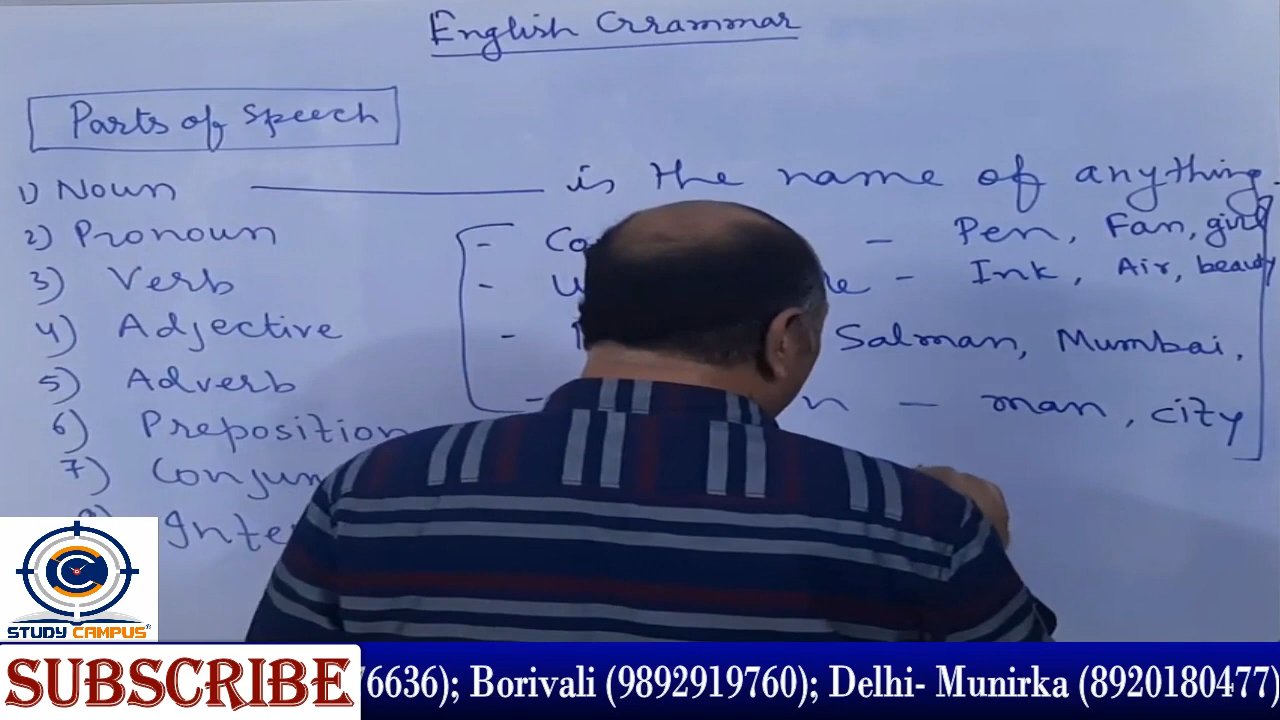 English Grammar
Parts of Speech
1) Noun — is the name of anything.
2) Pronoun
- — Pen, Fan, girl
3) Verb
- — Ink, Air, beauty
4) Adjective
- Salman, Mumbai,
5) Adverb
- — man, city
6) Preposition
7)
STUDY CAMPUS
SUBSCRIBE
76636); Borivali (9892919760); Delhi- Munirka (8920180477)